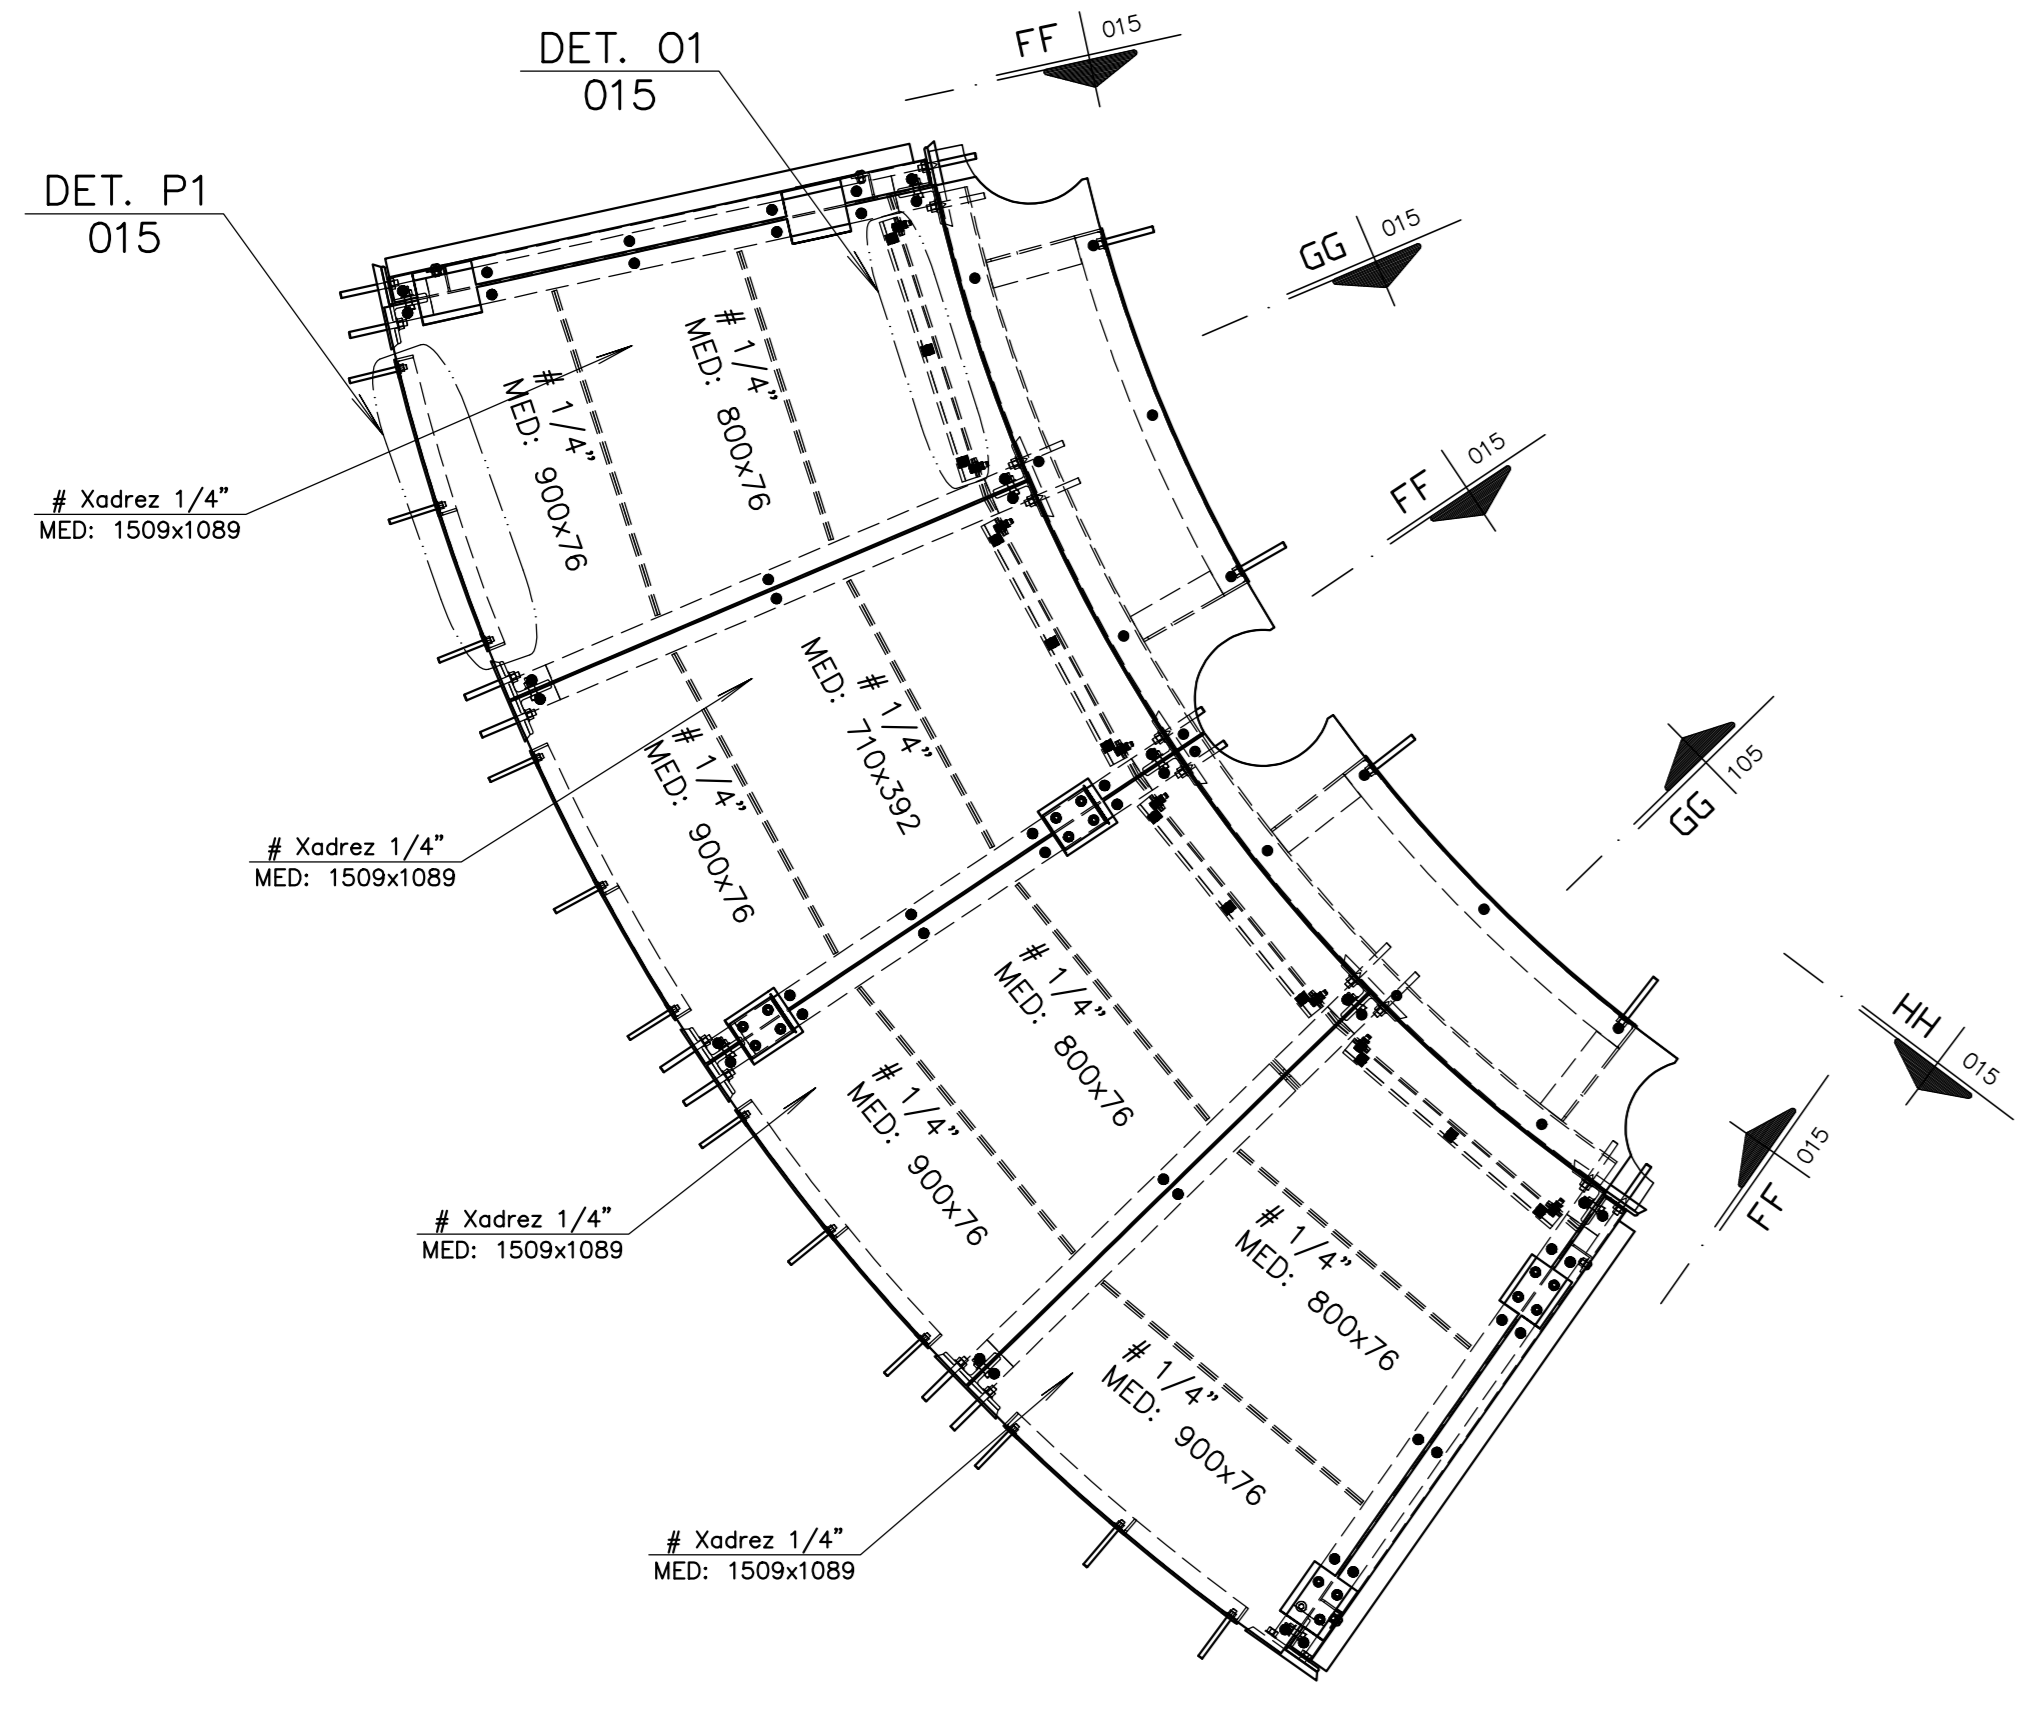 DET. O1
015
FF 015
DET. P1
015
GG 015
# 1/4”
MED: 800x76
# 1/4”
MED: 900x76
FF 015
# Xadrez 1/4”
MED: 1509x1089
# 1/4”
MED: 710x392
# 1/4”
MED: 900x76
GG 105
# Xadrez 1/4”
MED: 1509x1089
# 1/4”
MED: 800x76
HH 015
# 1/4”
MED: 900x76
FF 015
# Xadrez 1/4”
MED: 1509x1089
# 1/4”
MED: 800x76
# 1/4”
MED: 900x76
# Xadrez 1/4”
MED: 1509x1089